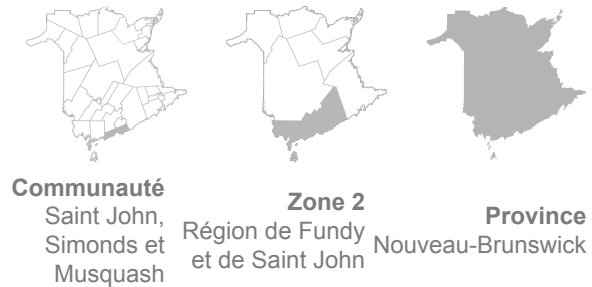 Communauté
Saint John,
Simonds et
Musquash
Zone 2
Région de Fundy
et de Saint John
Province
Nouveau-Brunswick